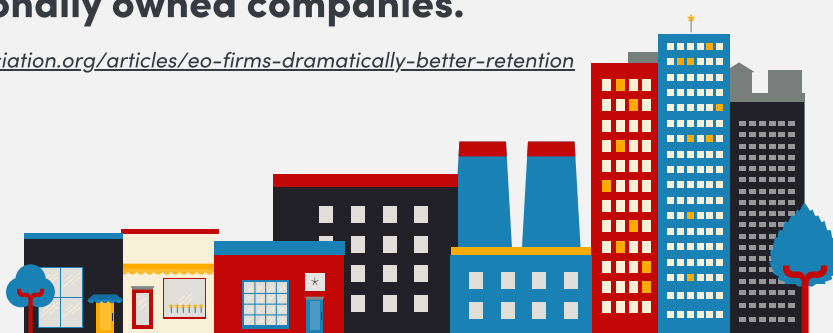 onally owned companies.
iation.org/articles/eo-firms-dramatically-better-retention